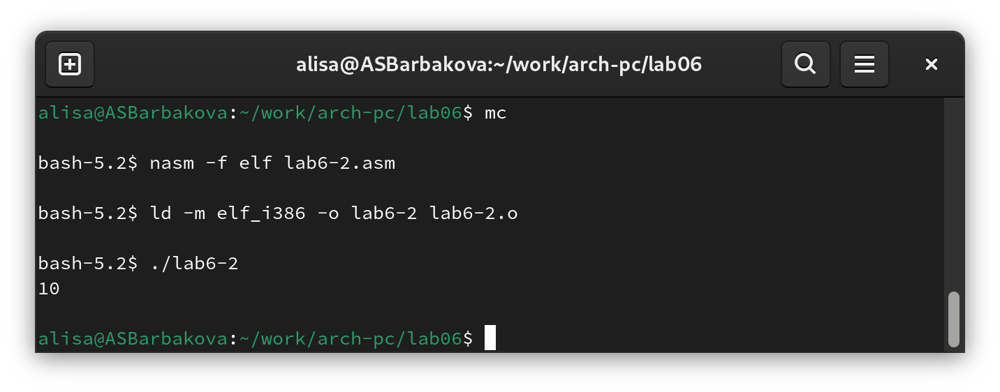 alisa@ASBarbakova:~/work/arch-pc/lab06
alisa@ASBarbakova:~/work/arch-pc/lab06$ mc
bash-5.2$ nasm -f elf lab6-2.asm
bash-5.2$ ld -m elf_i386 -o lab6-2 lab6-2.o
bash-5.2$ ./lab6-2
10
alisa@ASBarbakova:~/work/arch-pc/lab06$